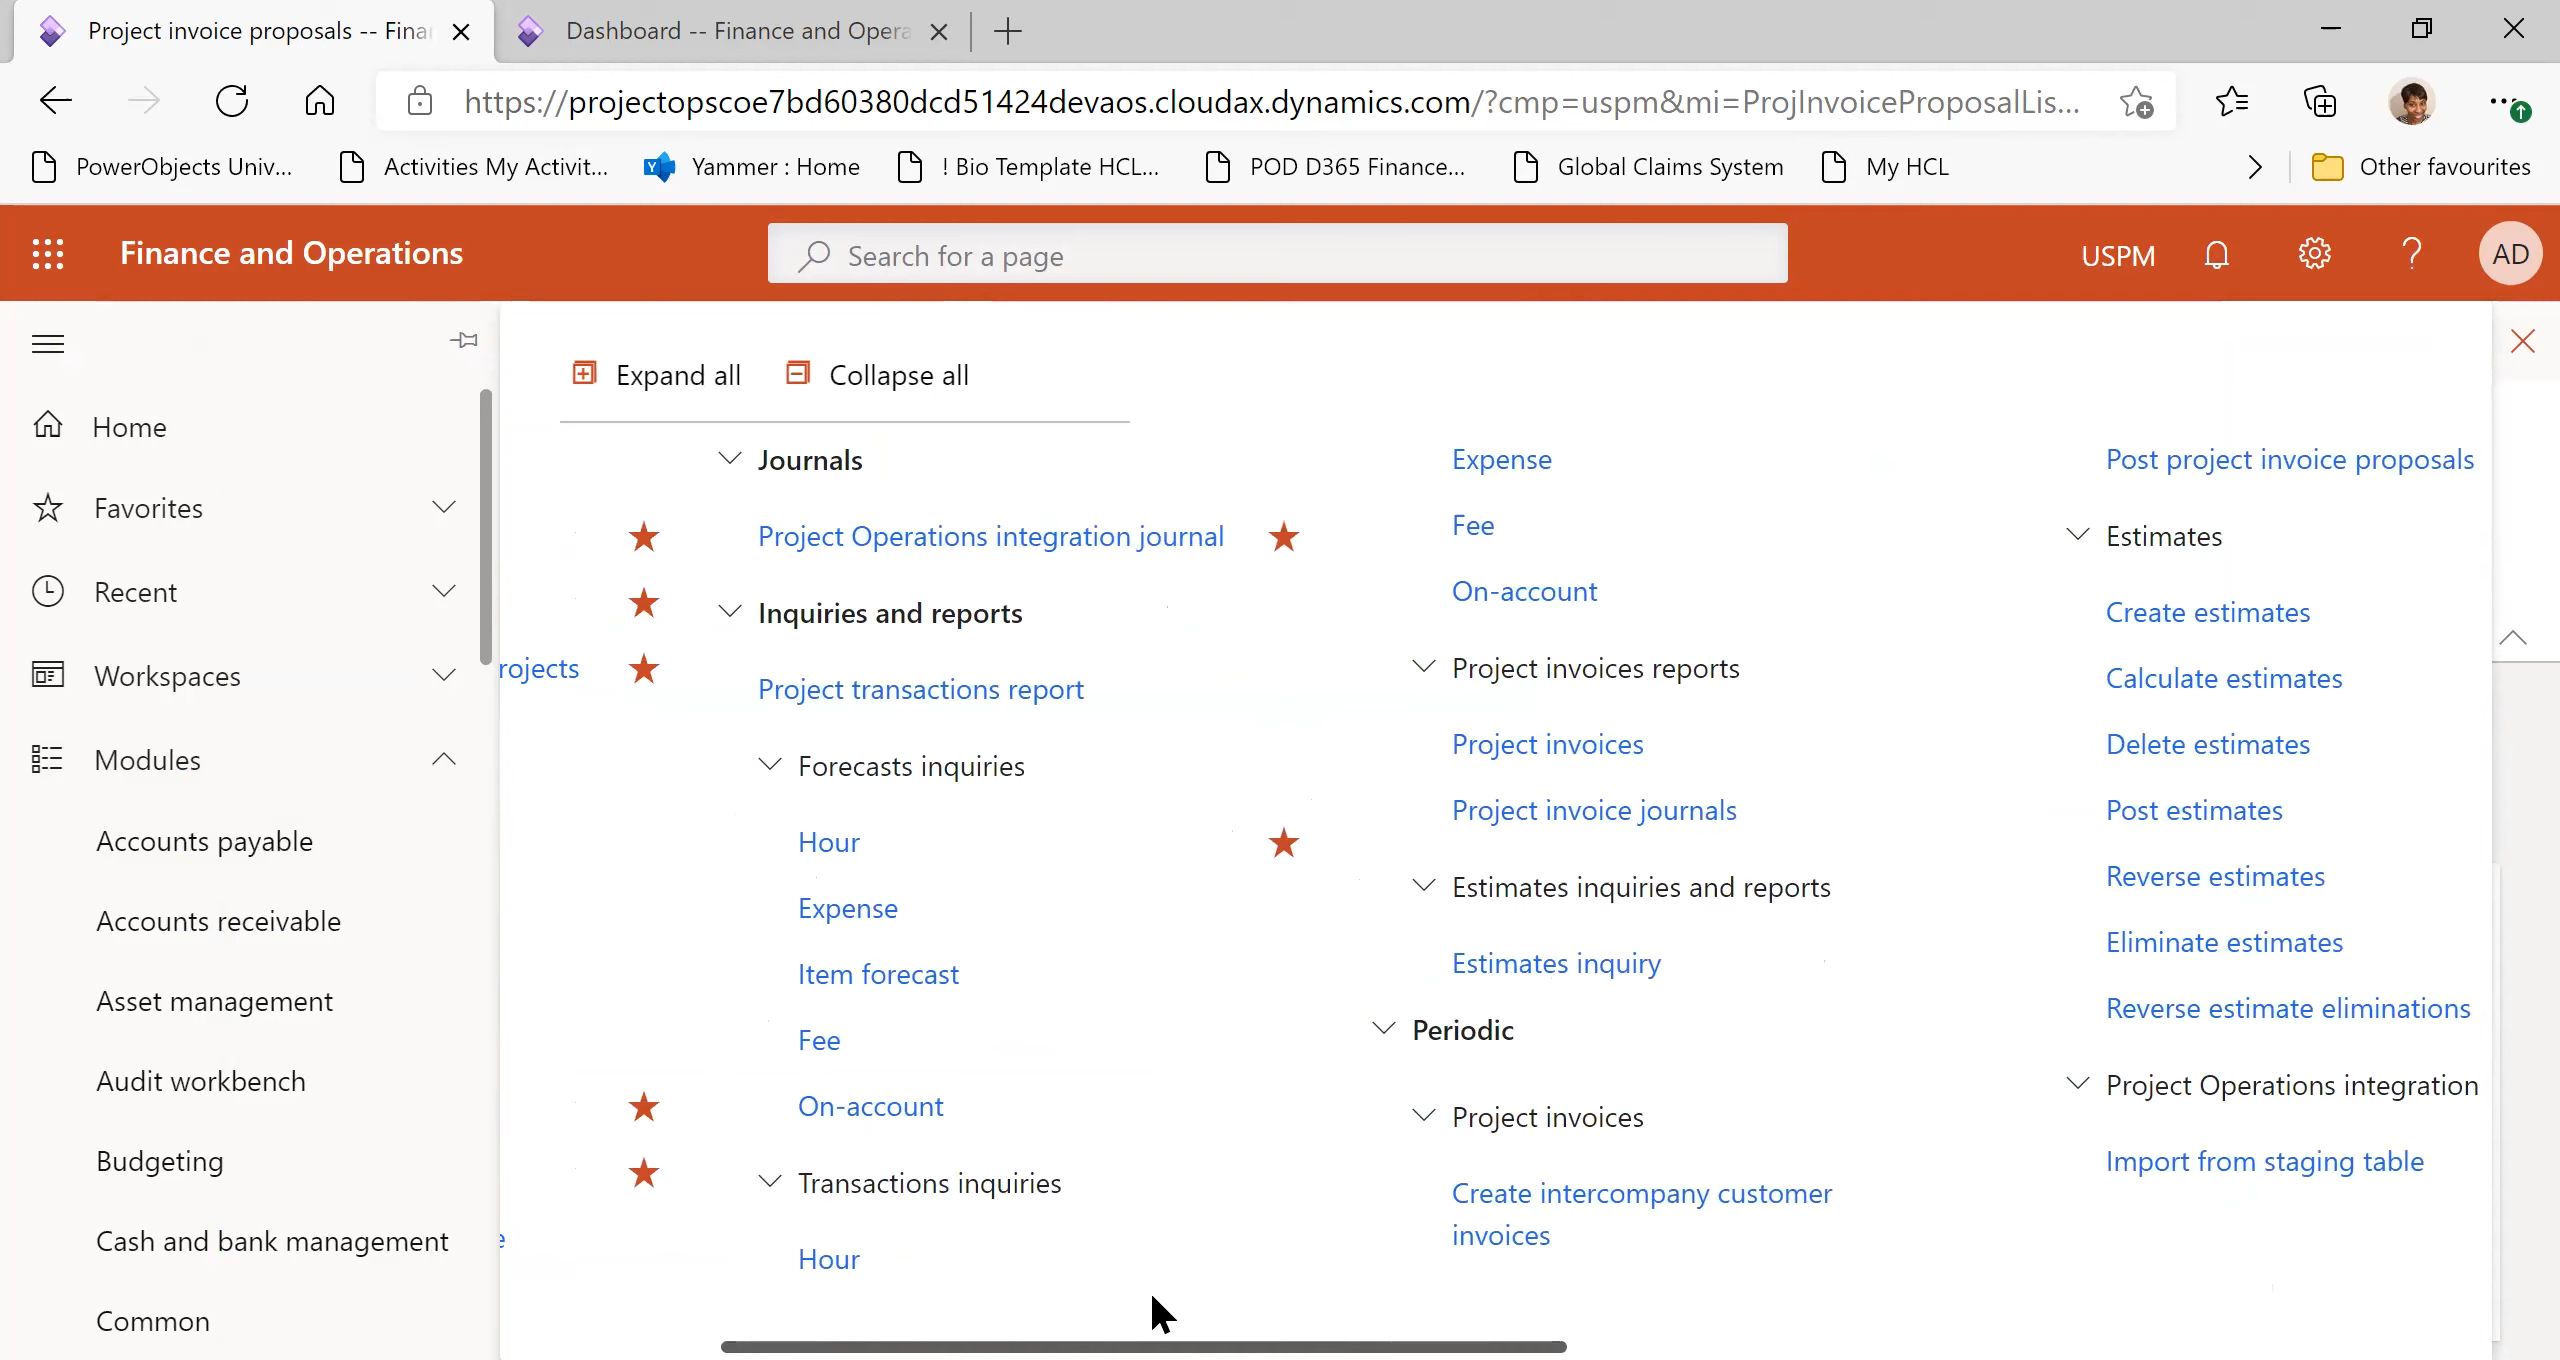 Project invoice proposals -- Fina
Dashboard -- Finance and Opera
https://projectopscoe7bd60380dcd51424devaos.cloudax.dynamics.com/?cmp=uspm&mi=ProjInvoiceProposalLis...
PowerObjects Univ...
Activities My Activit...
Yammer : Home
! Bio Template HCL...
POD D365 Finance...
Global Claims System
My HCL
Other favourites
Finance and Operations
Search for a page
USPM
AD
Home
Favorites
Recent
Workspaces
Modules
Accounts payable
Accounts receivable
Asset management
Audit workbench
Budgeting
Cash and bank management
Common
Expand all
Collapse all
rojects
e
Journals
Project Operations integration journal
Inquiries and reports
Project transactions report
Forecasts inquiries
Hour
Expense
Item forecast
Fee
On-account
Transactions inquiries
Hour
Expense
Fee
On-account
Project invoices reports
Project invoices
Project invoice journals
Estimates inquiries and reports
Estimates inquiry
Periodic
Project invoices
Create intercompany customer
invoices
Post project invoice proposals
Estimates
Create estimates
Calculate estimates
Delete estimates
Post estimates
Reverse estimates
Eliminate estimates
Reverse estimate eliminations
Project Operations integration
Import from staging table